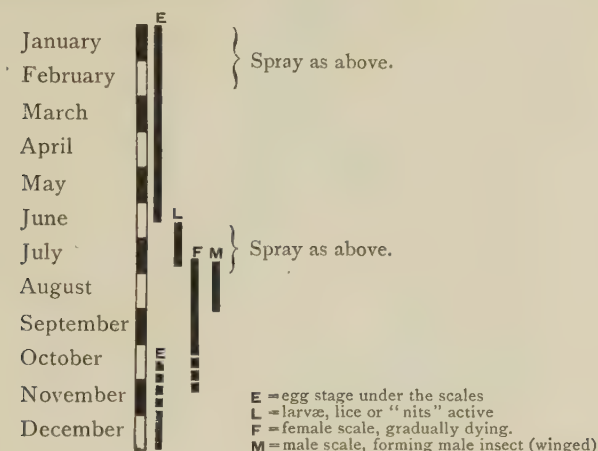 E
January
February
Spray as above.
March
April
May
June
L
July
F M
Spray as above.
August
September
October
E
November
December
E = egg stage under the scales
L = larvæ, lice or "nits" active
F = female scale, gradually dying.
M = male scale, forming male insect (winged)